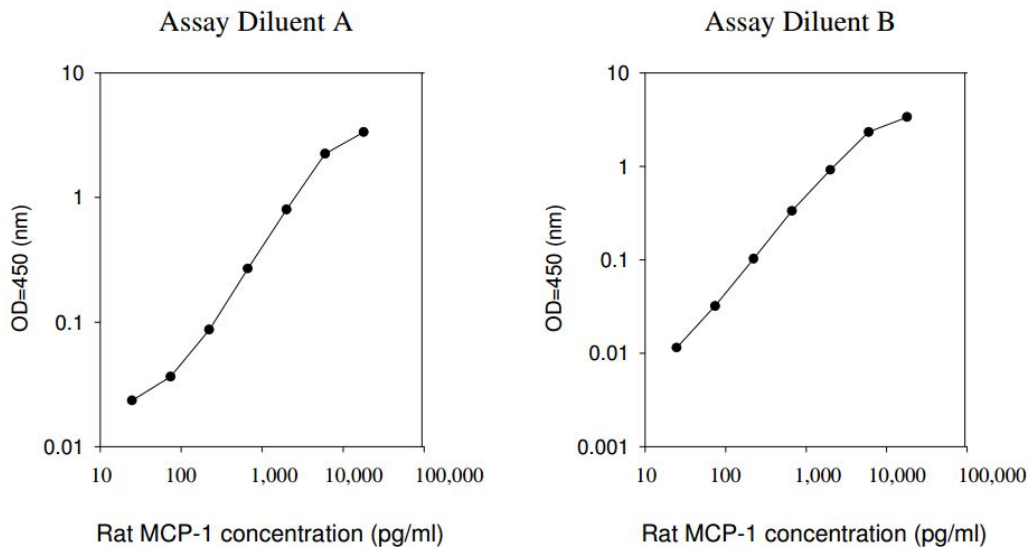 Assay Diluent A
10
1
0.1
0.01
OD=450 (nm)
10 100 1,000 10,000 100,000
Rat MCP-1 concentration (pg/ml)
Assay Diluent B
10
1
0.1
0.01
0.001
OD=450 (nm)
10 100 1,000 10,000 100,000
Rat MCP-1 concentration (pg/ml)